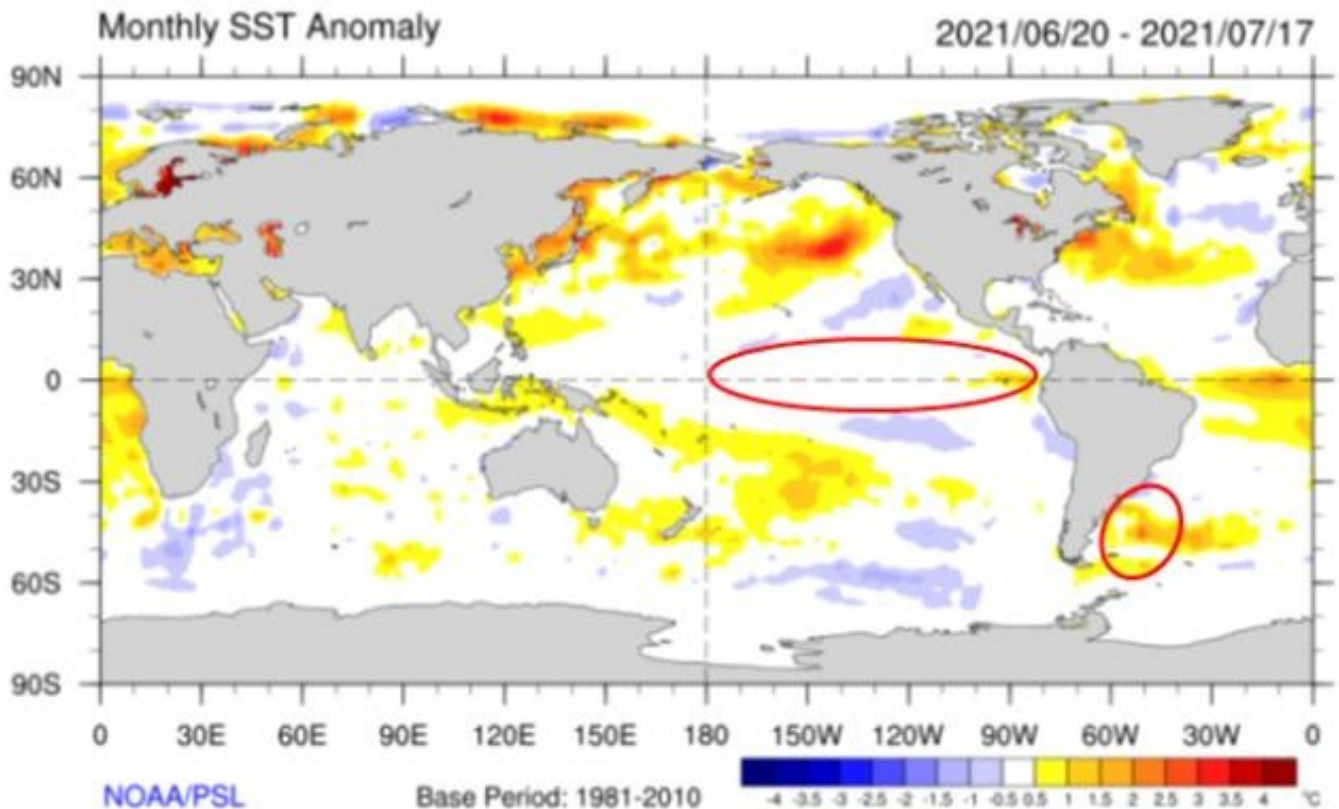 Monthly SST Anomaly 2021/06/20 - 2021/07/17
90N
60N
30N
0
30S
60S
90S
0 30E 60E 90E 120E 150E 180 150W 120W 90W 60W 30W 0
NOAA/PSL Base Period: 1981-2010
-4 -3.5 -3 -2.5 -2 -1.5 -1 -0.5 0.5 1 1.5 2 2.5 3 3.5 4 °C